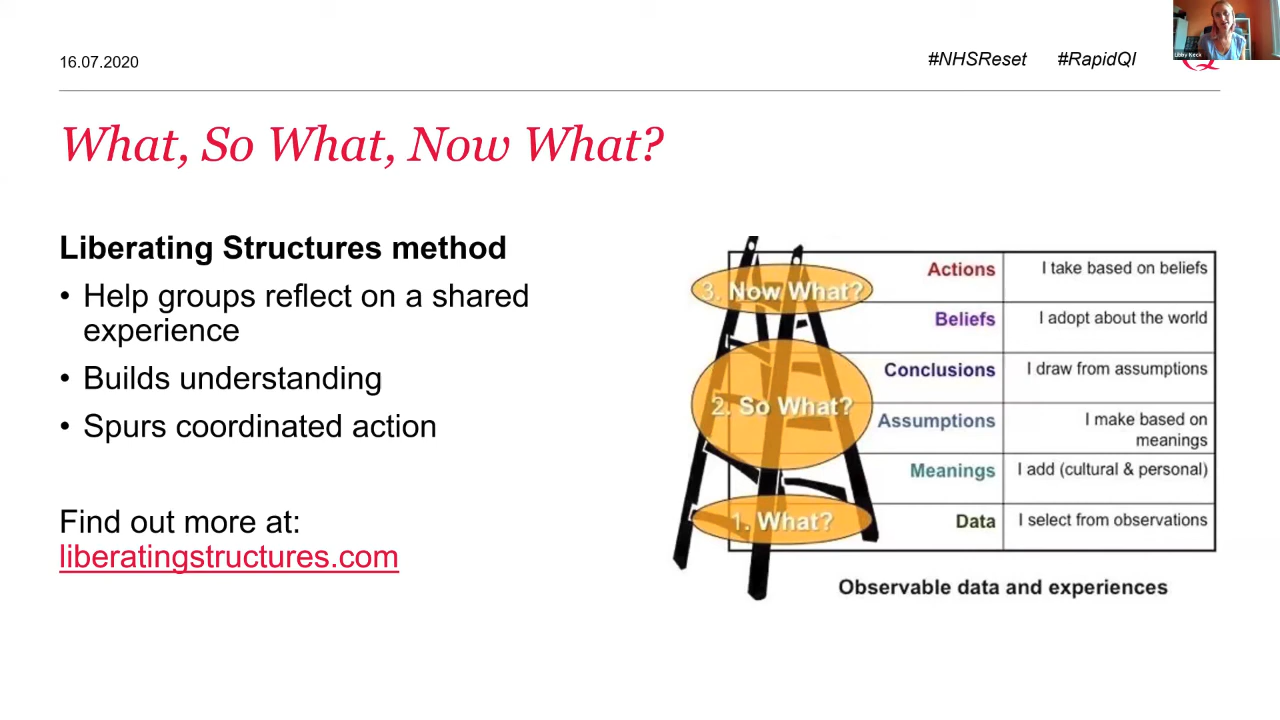 16.07.2020
#NHSReset #RapidQI
Libby Keck
What, So What, Now What?
Liberating Structures method
• Help groups reflect on a shared
experience
• Builds understanding
• Spurs coordinated action
Find out more at:
liberatingstructures.com
3. Now What?
Actions I take based on beliefs
Beliefs I adopt about the world
Conclusions I draw from assumptions
2. So What?
Assumptions I make based on
meanings
Meanings I add (cultural & personal)
1. What?
Data I select from observations
Observable data and experiences